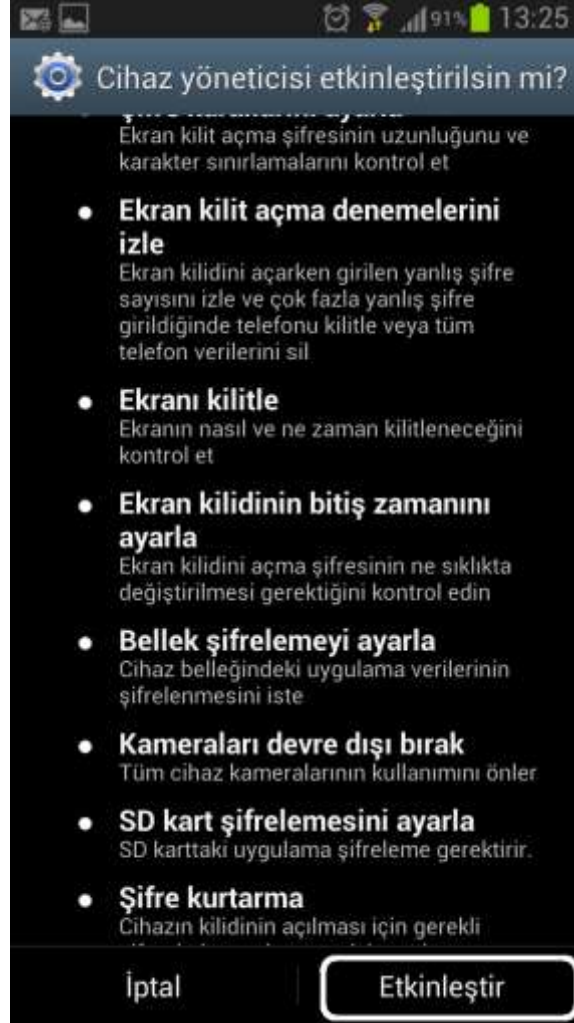 91% 13:25
Cihaz yöneticisi etkinleştirilsin mi?
Ekran kilit açma şifresinin uzunluğunu ve
karakter sınırlamalarını kontrol et
Ekran kilit açma denemelerini
izle
Ekran kilidini açarken girilen yanlış şifre
sayısını izle ve çok fazla yanlış şifre
girildiğinde telefonu kilitle veya tüm
telefon verilerini sil
Ekranı kilitle
Ekranın nasıl ve ne zaman kilitleneceğini
kontrol et
Ekran kilidinin bitiş zamanını
ayarla
Ekran kilidini açma şifresinin ne sıklıkta
değiştirilmesi gerektiğini kontrol edin
Bellek şifrelemeyi ayarla
Cihaz belleğindeki uygulama verilerinin
şifrelenmesini iste
Kameraları devre dışı bırak
Tüm cihaz kameralarının kullanımını önler
SD kart şifrelemesini ayarla
SD karttaki uygulama şifreleme gerektirir.
Şifre kurtarma
Cihazın kilidinin açılması için gerekli
İptal
Etkinleştir